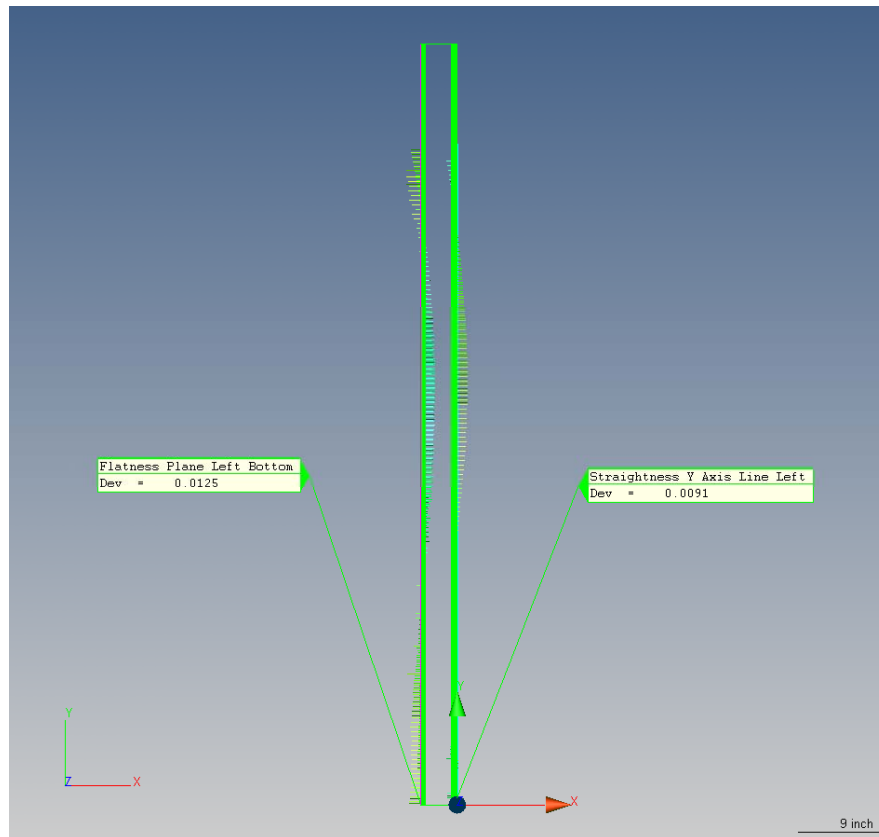 Flatness Plane Left Bottom
Dev = 0.0125
Straightness Y Axis Line Left
Dev = 0.0091
Y
Y
Z X
X
9 inch